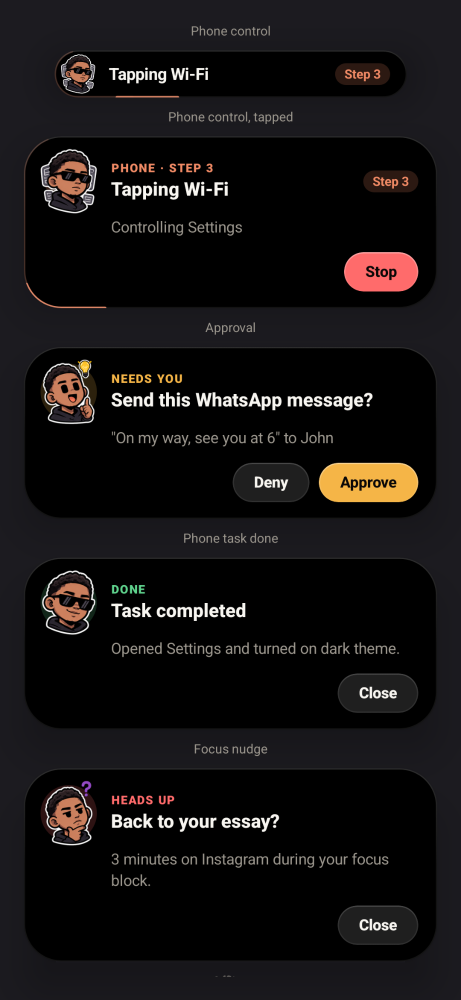 Phone control
Tapping Wi-Fi
Step 3
Phone control, tapped
PHONE · STEP 3
Tapping Wi-Fi
Step 3
Controlling Settings
Stop
Approval
NEEDS YOU
Send this WhatsApp message?
"On my way, see you at 6" to John
Deny
Approve
Phone task done
DONE
Task completed
Opened Settings and turned on dark theme.
Close
Focus nudge
?
HEADS UP
Back to your essay?
3 minutes on Instagram during your focus
block.
Close